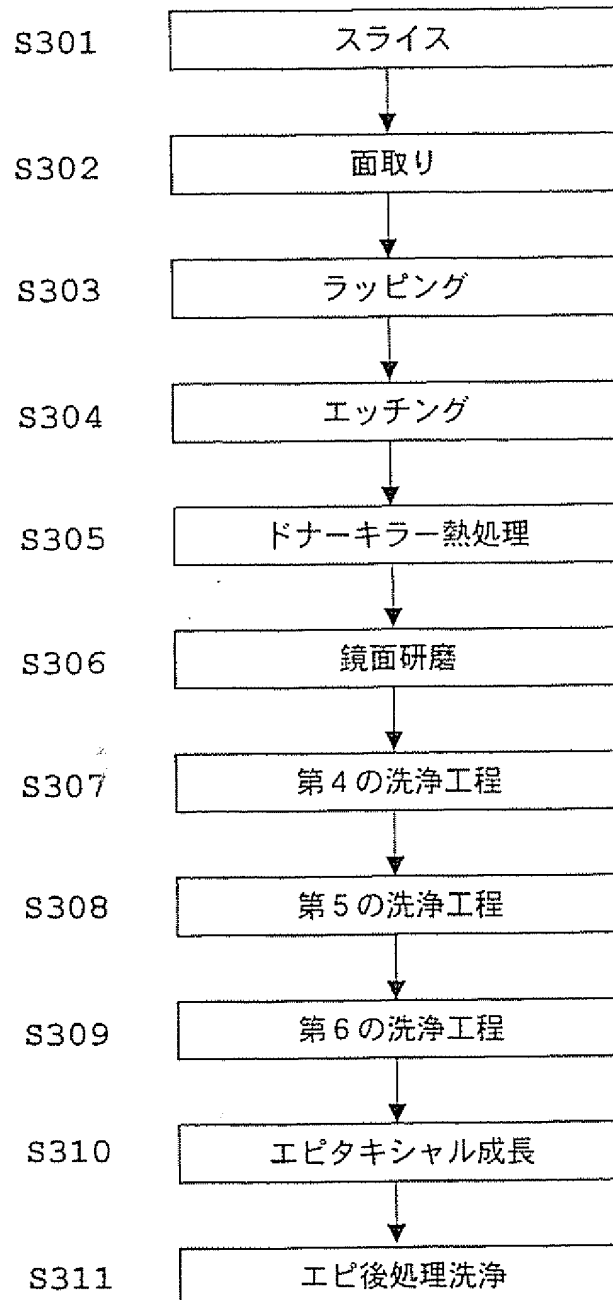 S301 スライス
S302 面取り
S303 ラッピング
S304 エッチング
S305 ドナーキラー熱処理
S306 鏡面研磨
S307 第4の洗浄工程
S308 第5の洗浄工程
S309 第6の洗浄工程
S310 エピタキシャル成長
S311 エピ後処理洗浄